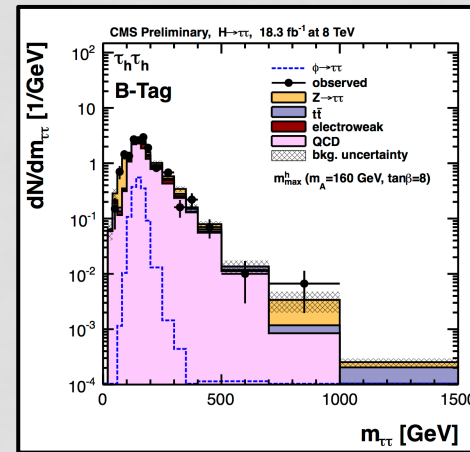 CMS Preliminary, H→ττ, 18.3 fb⁻¹ at 8 TeV
τₕτₕ
B-Tag
ϕ→ττ
observed
Z→ττ
tt̄
electroweak
QCD
bkg. uncertainty
mʰₘₐₓ (m_A=160 GeV, tanβ=8)
dN/dm_ττ [1/GeV]
10²
10
1
10⁻¹
10⁻²
10⁻³
10⁻⁴
0 500 1000 1500
m_ττ [GeV]